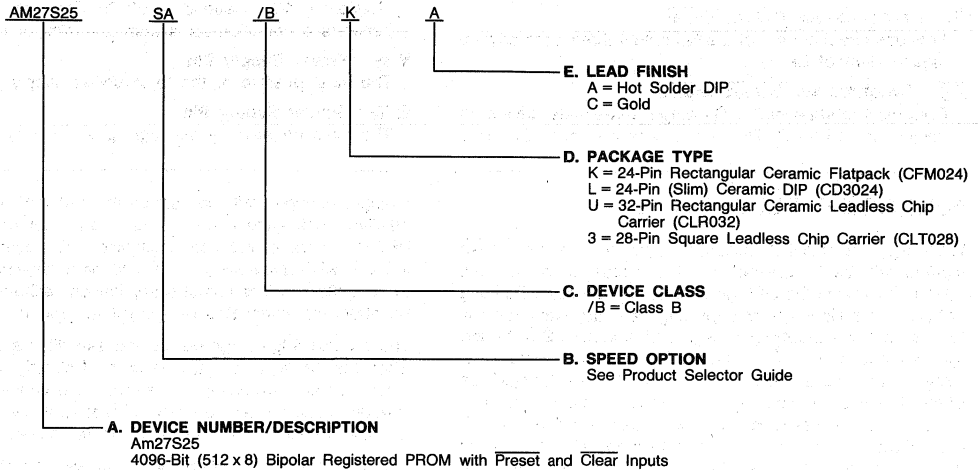 AM27S25 SA /B K A
E. LEAD FINISH
A = Hot Solder DIP
C = Gold
D. PACKAGE TYPE
K = 24-Pin Rectangular Ceramic Flatpack (CFM024)
L = 24-Pin (Slim) Ceramic DIP (CD3024)
U = 32-Pin Rectangular Ceramic Leadless Chip
Carrier (CLR032)
3 = 28-Pin Square Leadless Chip Carrier (CLT028)
C. DEVICE CLASS
/B = Class B
B. SPEED OPTION
See Product Selector Guide
A. DEVICE NUMBER/DESCRIPTION
Am27S25
4096-Bit (512 x 8) Bipolar Registered PROM with Preset and Clear Inputs